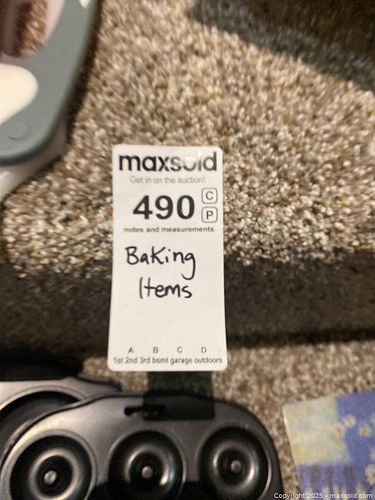 maxsold
Get in on the auction!
490
C
P
notes and measurements
Baking
Items
A B C D
1st 2nd 3rd bsmt garage outdoors
Copyright 2025 - maxsold.com